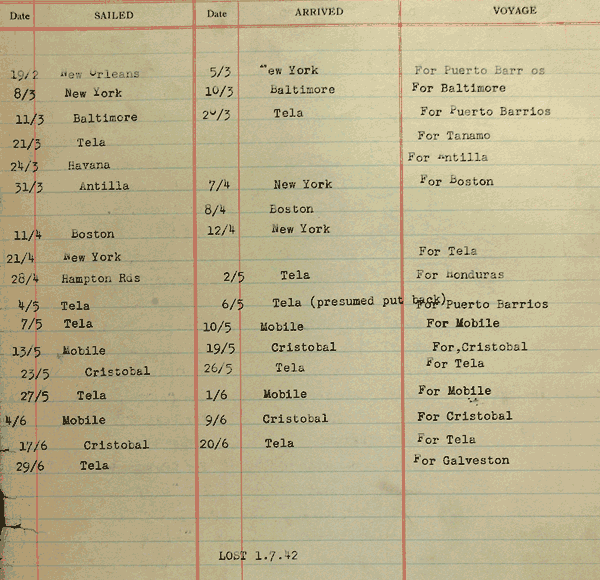 Date SAILED Date ARRIVED VOYAGE
19/2 New Orleans 5/3 New York For Puerto Barr os
8/3 New York 10/3 Baltimore For Baltimore
11/3 Baltimore 20/3 Tela For Puerto Barrios
21/3 Tela For Tanamo
24/3 Havana For Antilla
31/3 Antilla 7/4 New York For Boston
8/4 Boston
11/4 Boston 12/4 New York
21/4 New York For Tela
28/4 Hampton Rds 2/5 Tela For Honduras
4/5 Tela 6/5 Tela (presumed put back) For Puerto Barrios
7/5 Tela 10/5 Mobile For Mobile
13/5 Mobile 19/5 Cristobal For,Cristobal
23/5 Cristobal 26/5 Tela For Tela
27/5 Tela 1/6 Mobile For Mobile
4/6 Mobile 9/6 Cristobal For Cristobal
17/6 Cristobal 20/6 Tela For Tela
29/6 Tela For Galveston
LOST 1.7.42